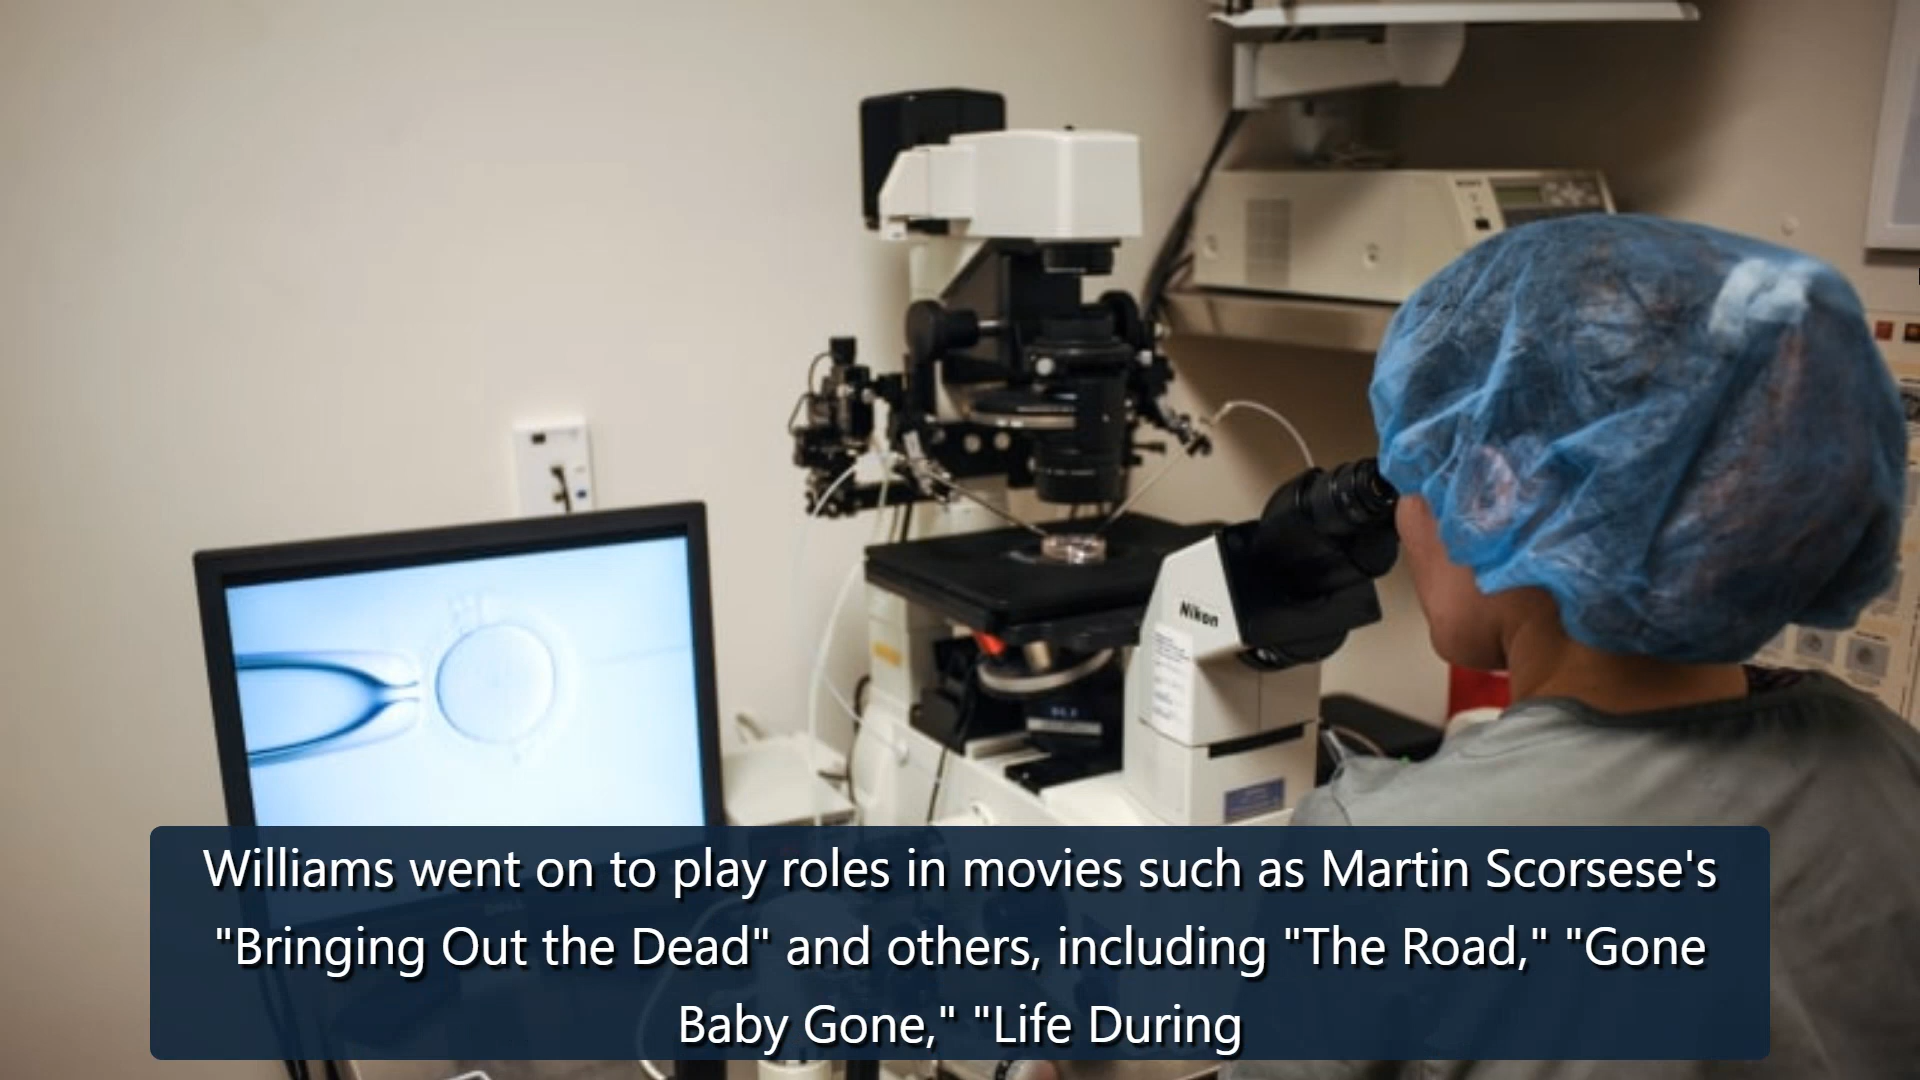 Nikon
Williams went on to play roles in movies such as Martin Scorsese's
"Bringing Out the Dead" and others, including "The Road," "Gone
Baby Gone," "Life During